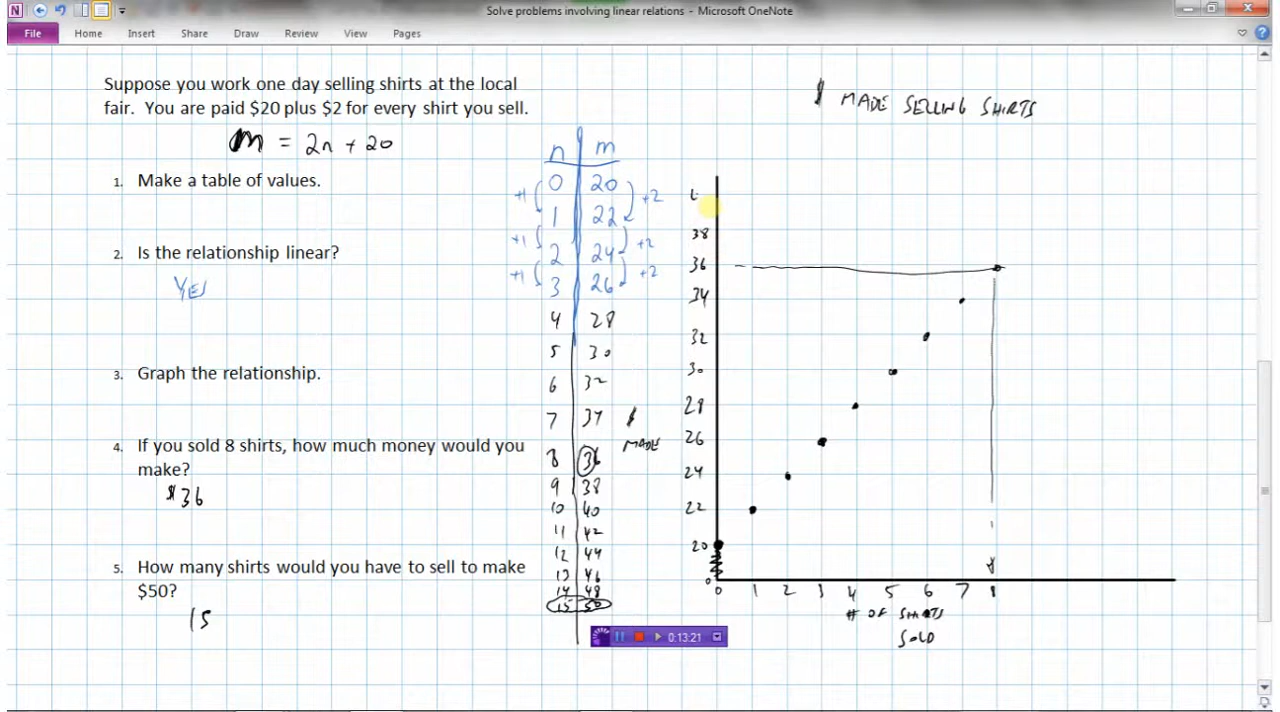 Solve problems involving linear relations - Microsoft OneNote
File Home Insert Share Draw Review View Pages
Suppose you work one day selling shirts at the local
fair. You are paid $20 plus $2 for every shirt you sell.
m = 2n + 20
1. Make a table of values.
2. Is the relationship linear?
YES
3. Graph the relationship.
4. If you sold 8 shirts, how much money would you
make?
$36
5. How many shirts would you have to sell to make
$50?
15
n m
0 20
+1 +2
1 22
+1 +2
2 24
+1 +2
3 26
4 28
5 30
6 32
7 34
8 36
9 38
10 40
11 42
12 44
13 46
14 48
15 50
$ MADE SELLING SHIRTS
$
MADE
38
36
34
32
30
28
26
24
22
20
0
0 1 2 3 4 5 6 7 8
# OF SHIRTS
SOLD
0:13:21